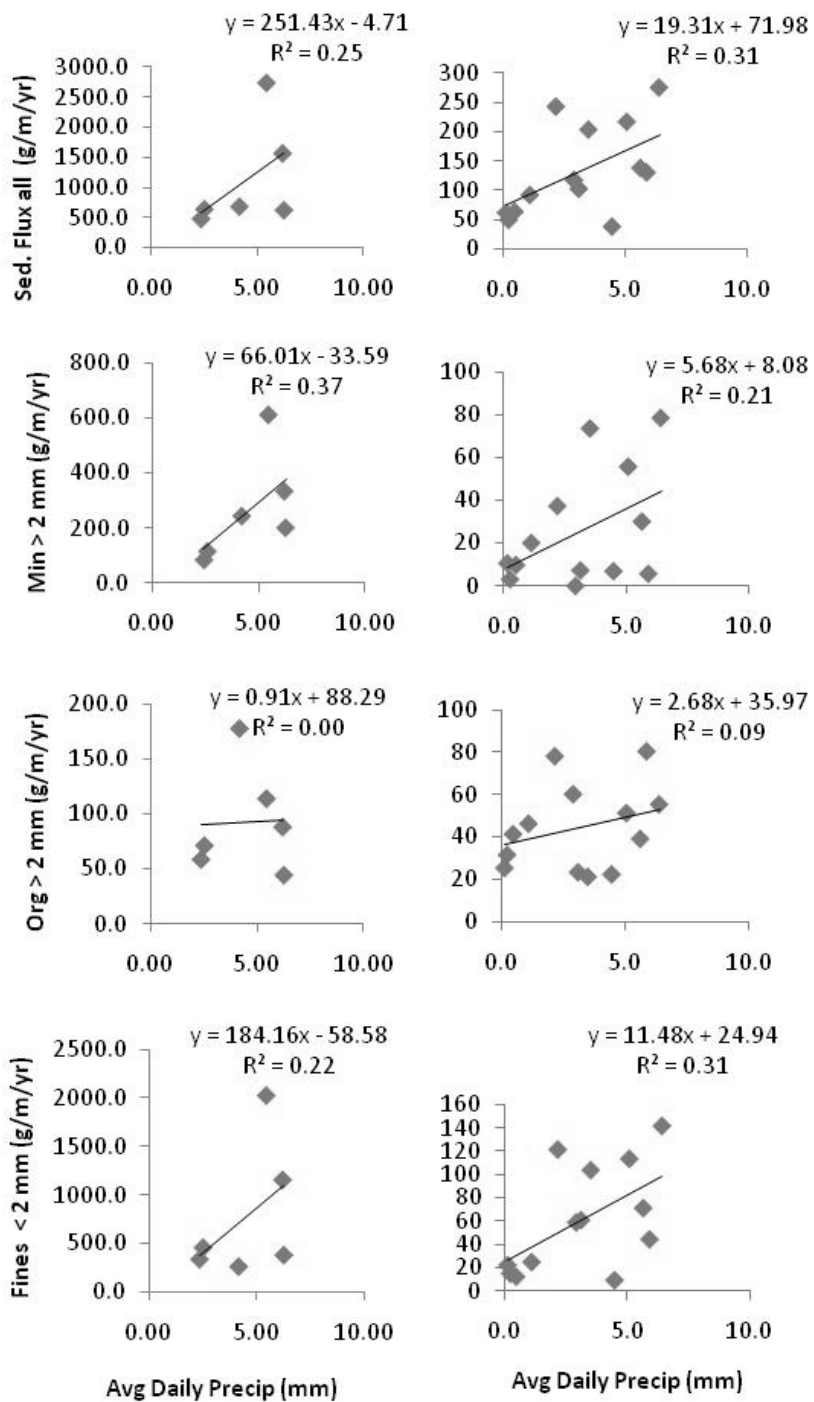 y = 251.43x - 4.71
R² = 0.25
Sed. Flux all (g/m/yr)
3000.0
2500.0
2000.0
1500.0
1000.0
500.0
0.0
0.00 5.00 10.00
y = 19.31x + 71.98
R² = 0.31
300
250
200
150
100
50
0
0.0 5.0 10.0
y = 66.01x - 33.59
R² = 0.37
Min > 2 mm (g/m/yr)
800.0
600.0
400.0
200.0
0.0
0.00 5.00 10.00
y = 5.68x + 8.08
R² = 0.21
100
80
60
40
20
0
0.0 5.0 10.0
y = 0.91x + 88.29
R² = 0.00
Org > 2 mm (g/m/yr)
200.0
150.0
100.0
50.0
0.0
0.00 5.00 10.00
y = 2.68x + 35.97
R² = 0.09
100
80
60
40
20
0
0.0 5.0 10.0
y = 184.16x - 58.58
R² = 0.22
Fines < 2 mm (g/m/yr)
2500.0
2000.0
1500.0
1000.0
500.0
0.0
0.00 5.00 10.00
Avg Daily Precip (mm)
y = 11.48x + 24.94
R² = 0.31
160
140
120
100
80
60
40
20
0
0.0 5.0 10.0
Avg Daily Precip (mm)